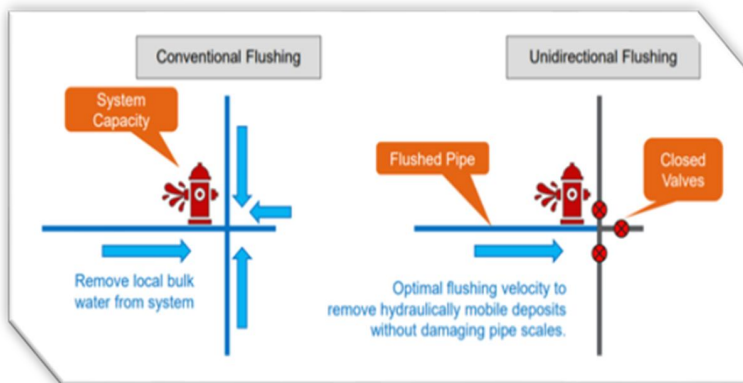 Conventional Flushing
System
Capacity
Remove local bulk
water from system
Unidirectional Flushing
Flushed Pipe
Closed
Valves
Optimal flushing velocity to
remove hydraulically mobile deposits
without damaging pipe scales.